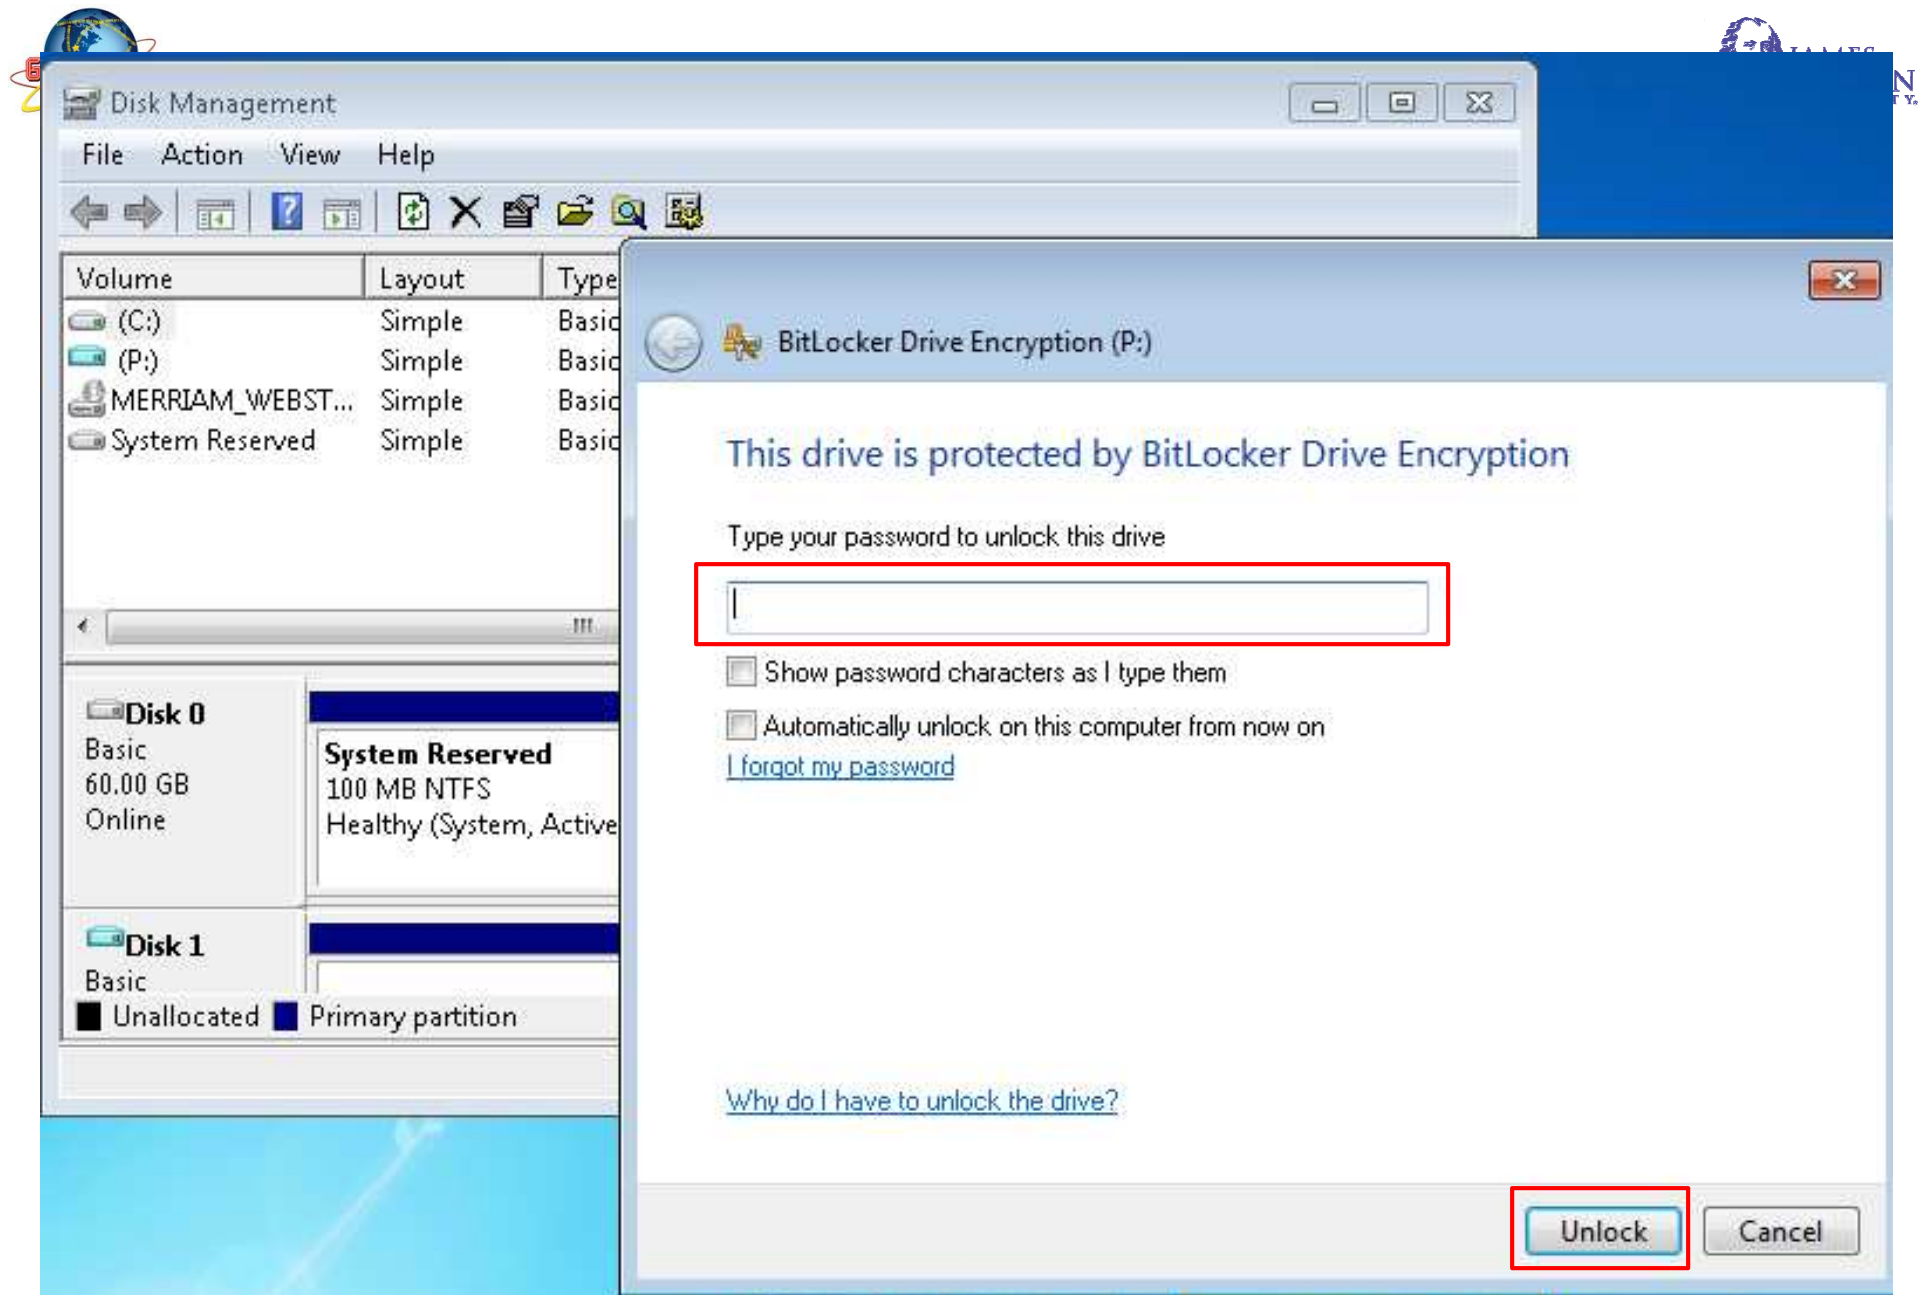 Disk Management
File Action View Help
Volume Layout Type
(C:) Simple Basic
(P:) Simple Basic
MERRIAM_WEBST... Simple Basic
System Reserved Simple Basic
BitLocker Drive Encryption (P:)
This drive is protected by BitLocker Drive Encryption
Type your password to unlock this drive
Show password characters as I type them
Automatically unlock on this computer from now on
I forgot my password
Why do I have to unlock the drive?
Unlock Cancel
Disk 0
Basic
60.00 GB
Online
System Reserved
100 MB NTFS
Healthy (System, Active
Disk 1
Basic
Unallocated Primary partition